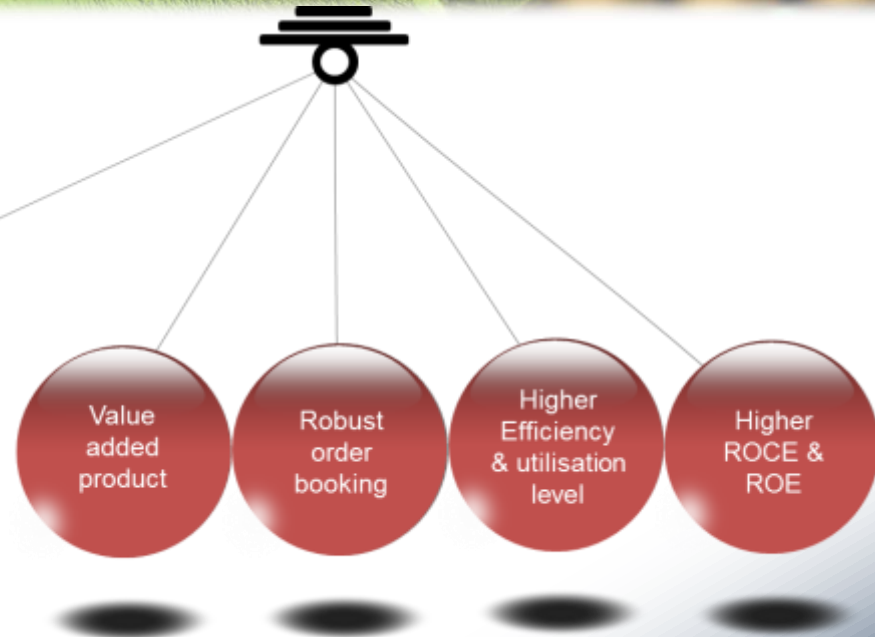 Value
added
product
Robust
order
booking
Higher
Efficiency
& utilisation
level
Higher
ROCE &
ROE